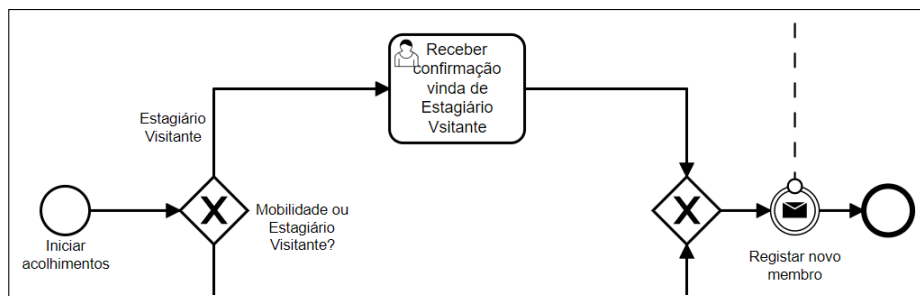 Receber
confirmação
vinda de
Estagiário
Vsitante
Estagiário
Visitante
Mobilidade ou
Estagiário
Visitante?
Iniciar
acolhimentos
Registar novo
membro